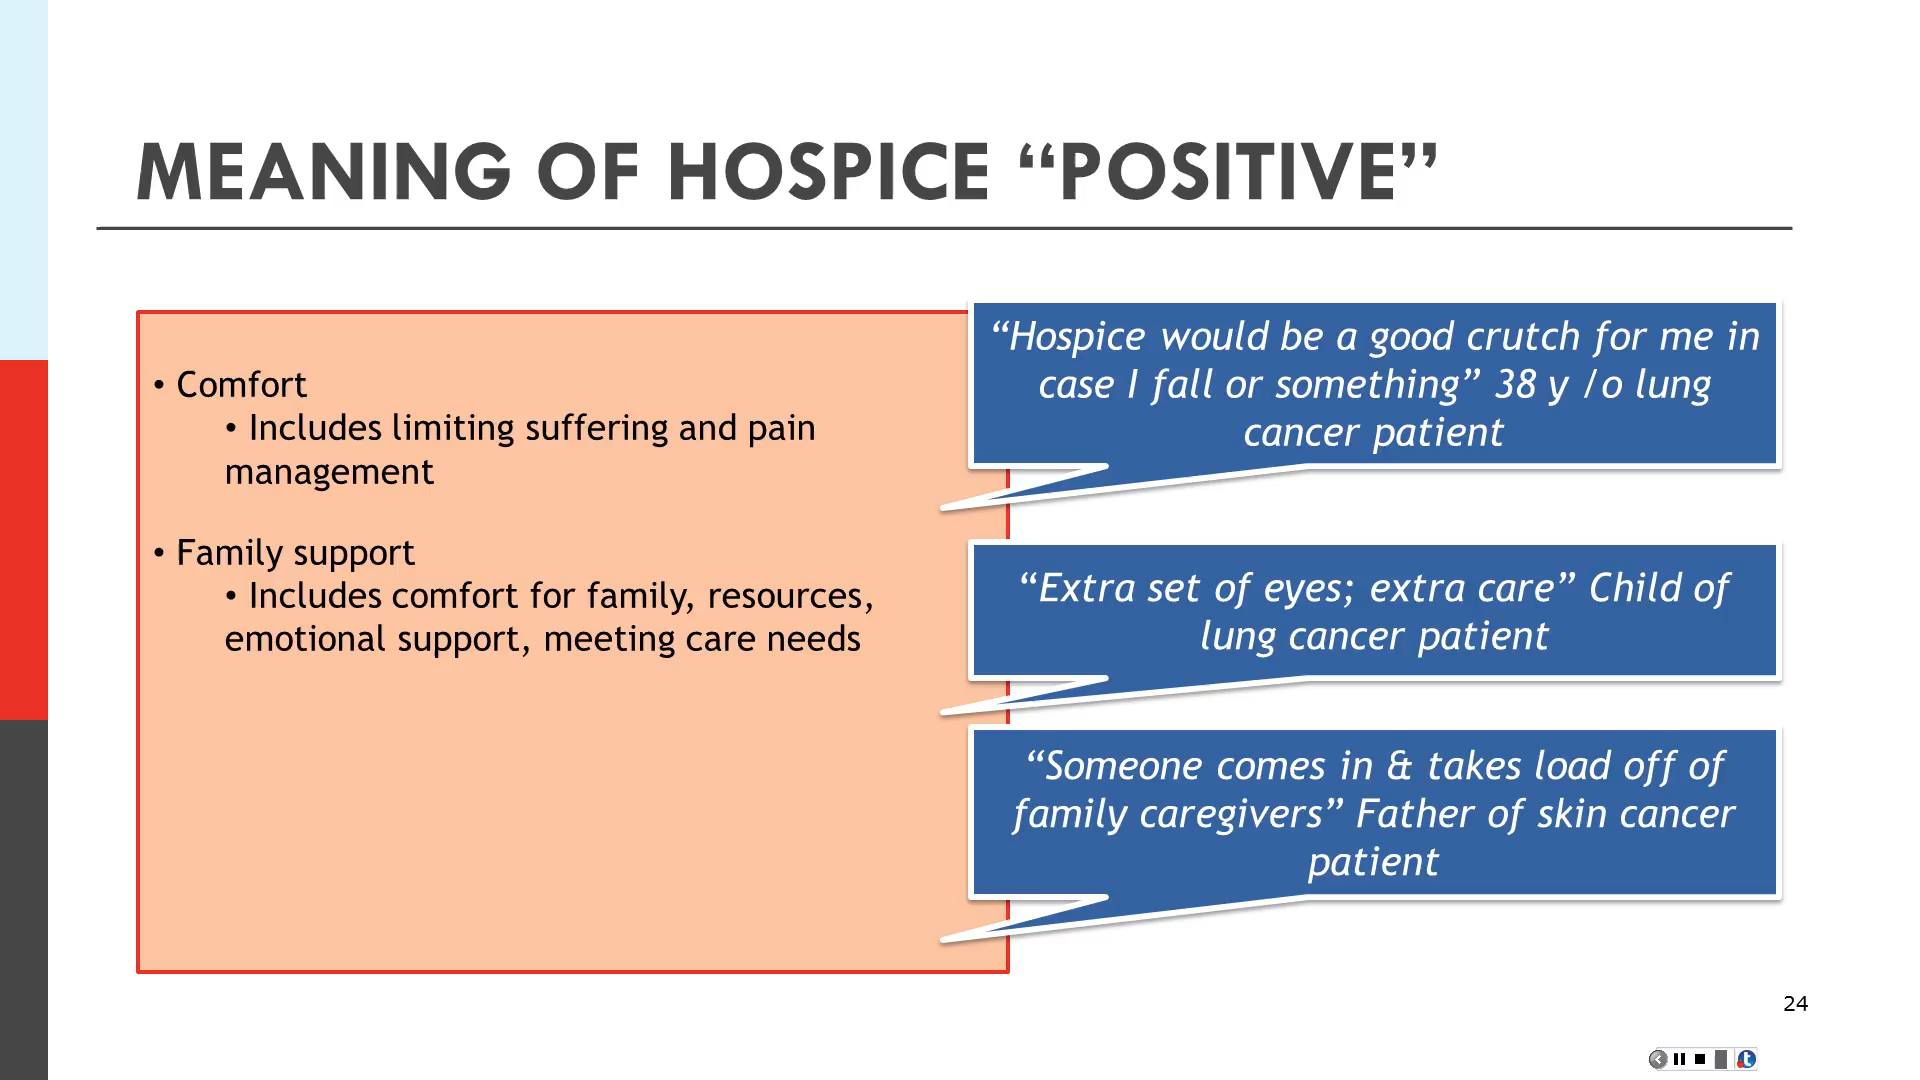 MEANING OF HOSPICE “POSITIVE”
• Comfort
• Includes limiting suffering and pain
management
• Family support
• Includes comfort for family, resources,
emotional support, meeting care needs
“Hospice would be a good crutch for me in
case I fall or something” 38 y /o lung
cancer patient
“Extra set of eyes; extra care” Child of
lung cancer patient
“Someone comes in & takes load off of
family caregivers” Father of skin cancer
patient
24
t